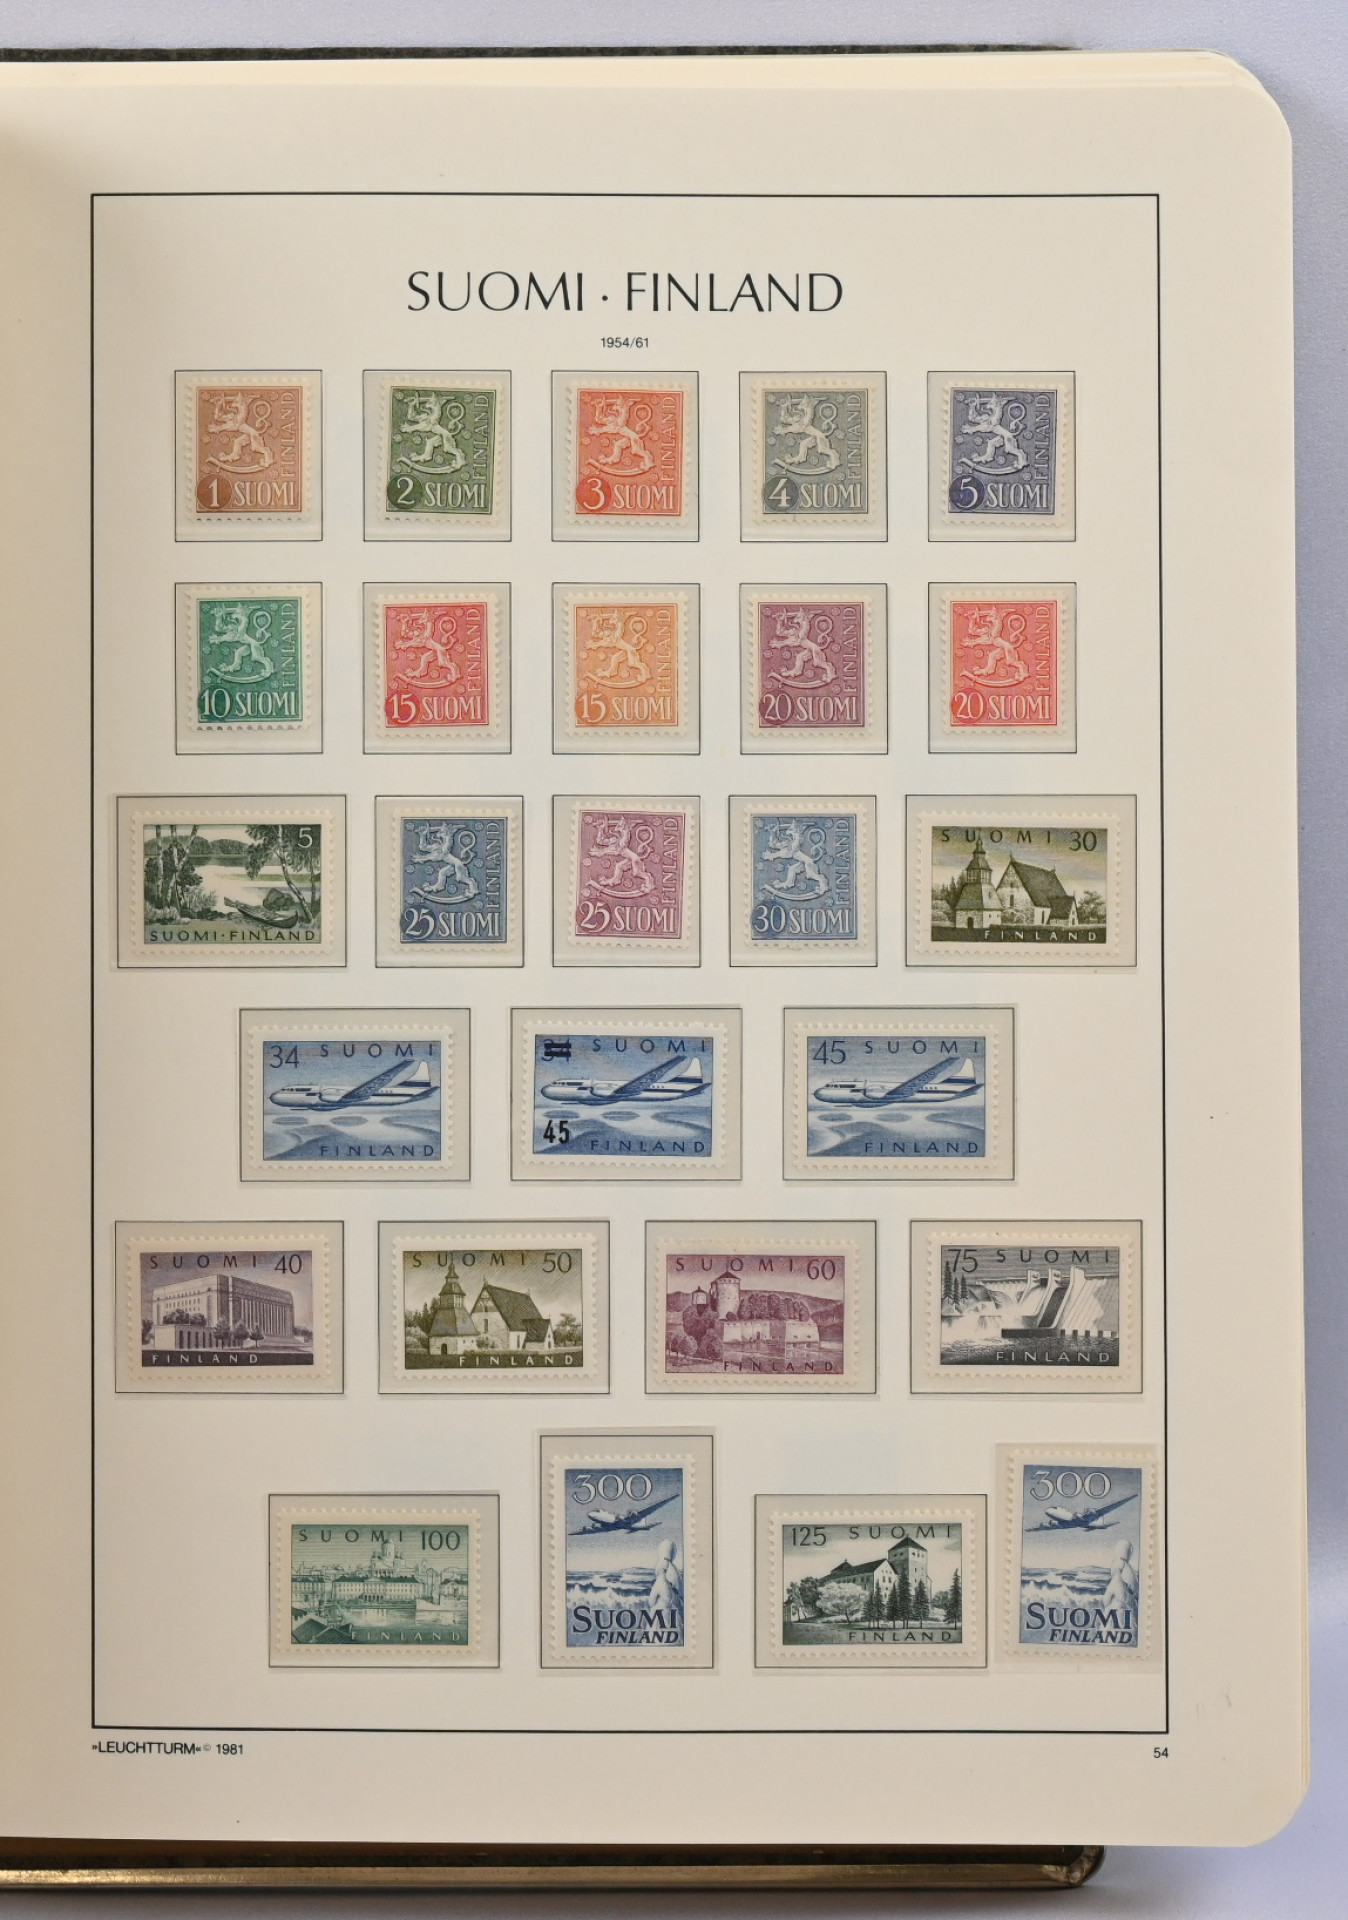 SUOMI · FINLAND
1954/61
1 SUOMI FINLAND
2 SUOMI FINLAND
3 SUOMI FINLAND
4 SUOMI FINLAND
5 SUOMI FINLAND
10 SUOMI FINLAND
15 SUOMI FINLAND
15 SUOMI FINLAND
20 SUOMI FINLAND
20 SUOMI FINLAND
5
SUOMI·FINLAND
25 SUOMI FINLAND
25 SUOMI FINLAND
30 SUOMI FINLAND
SUOMI 30
FINLAND
34 SUOMI
FINLAND
34 SUOMI
45 FINLAND
45 SUOMI
FINLAND
SUOMI 40
FINLAND
SUOMI 50
FINLAND
SUOMI 60
FINLAND
75 SUOMI
FINLAND
SUOMI 100
FINLAND
300
SUOMI
FINLAND
125 SUOMI
FINLAND
300
SUOMI
FINLAND
»LEUCHTTURM«© 1981
54